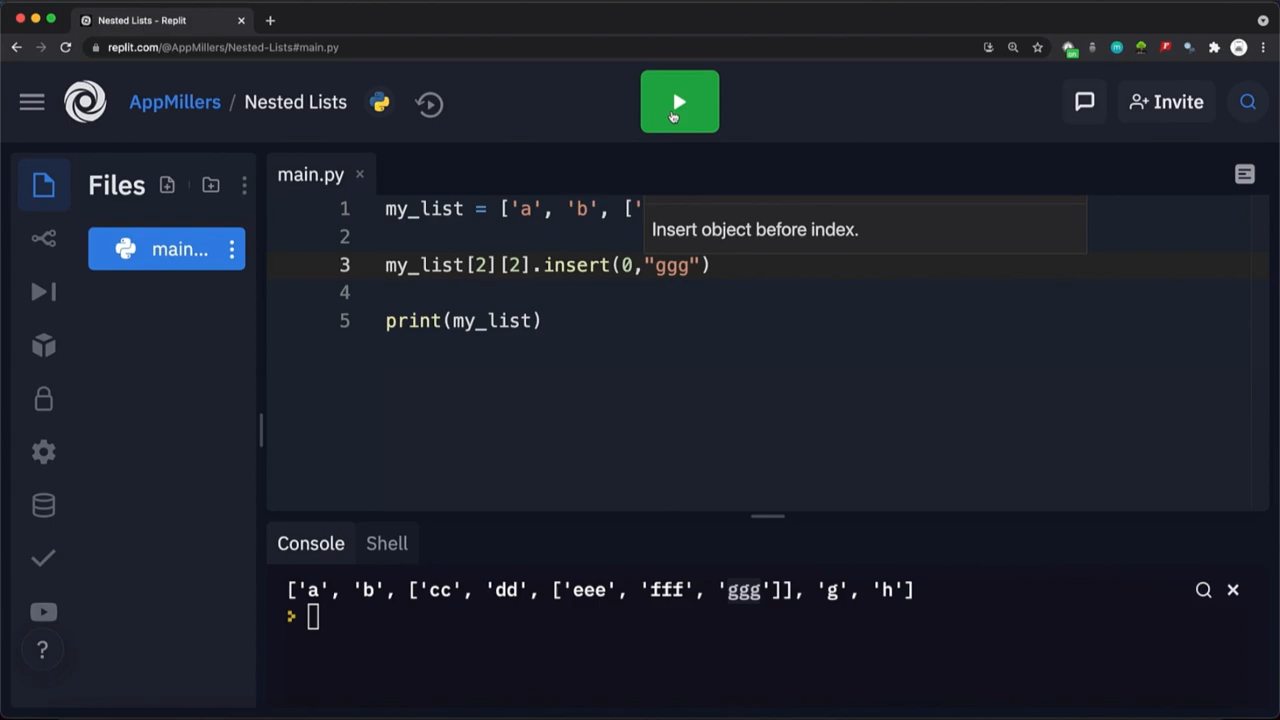 Nested Lists - Replit
replit.com/@AppMillers/Nested-Lists#main.py
on
AppMillers / Nested Lists
Invite
Files
main.py
main...
1 my_list = ['a', 'b', ['
Insert object before index.
2
3 my_list[2][2].insert(0,"ggg")
4
5 print(my_list)
Console Shell
['a', 'b', ['cc', 'dd', ['eee', 'fff', 'ggg']], 'g', 'h']
>
?